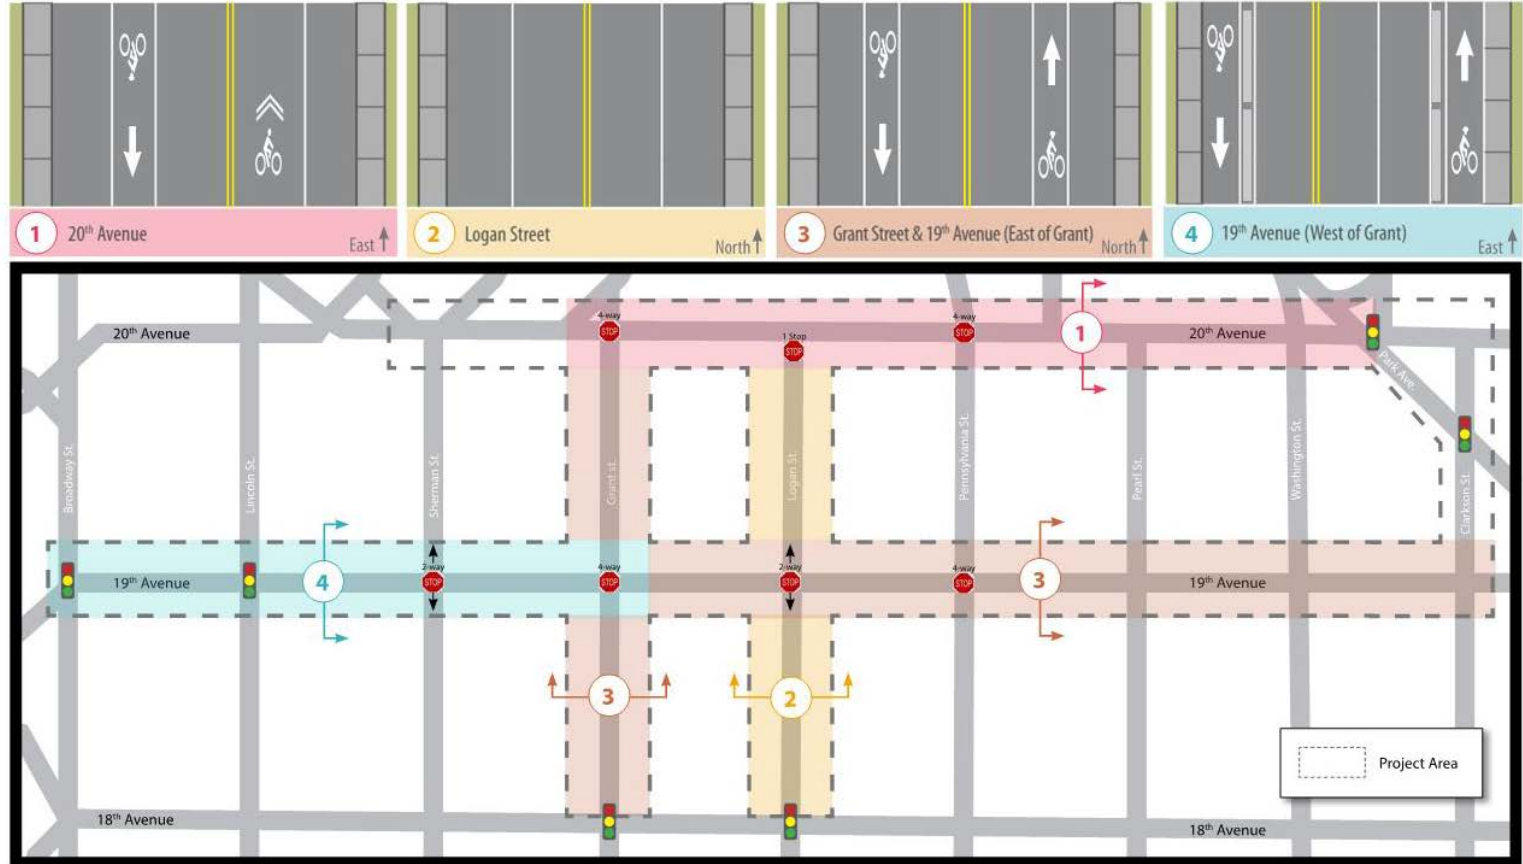 1 20th Avenue East
2 Logan Street North
3 Grant Street & 19th Avenue (East of Grant) North
4 19th Avenue (West of Grant) East
4-way
STOP
1 Stop
STOP
4-way
STOP
1
20th Avenue
20th Avenue
Park Ave.
Broadway St.
Lincoln St.
Sherman St.
Grant st.
Logan St.
Pennsylvania St.
Pearl St.
Washington St.
Clarkson St.
19th Avenue
4
2-way
STOP
4-way
STOP
2-way
STOP
4-way
STOP
3
19th Avenue
3
2
Project Area
18th Avenue
18th Avenue